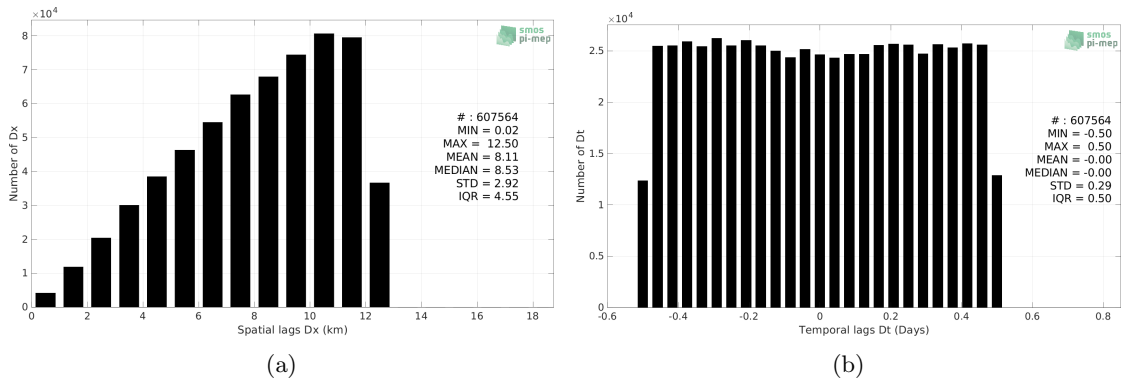 ×10⁴
8
7
6
5
4
3
2
1
0
Number of Dx
0
2
4
6
8
10
12
14
16
18
Spatial lags Dx (km)
smos
pi-mep
# : 607564
MIN = 0.02
MAX = 12.50
MEAN = 8.11
MEDIAN = 8.53
STD = 2.92
IQR = 4.55
(a)
×10⁴
2.5
2
1.5
1
0.5
0
Number of Dt
-0.6
-0.4
-0.2
0
0.2
0.4
0.6
0.8
Temporal lags Dt (Days)
smos
pi-mep
# : 607564
MIN = -0.50
MAX = 0.50
MEAN = -0.00
MEDIAN = -0.00
STD = 0.29
IQR = 0.50
(b)